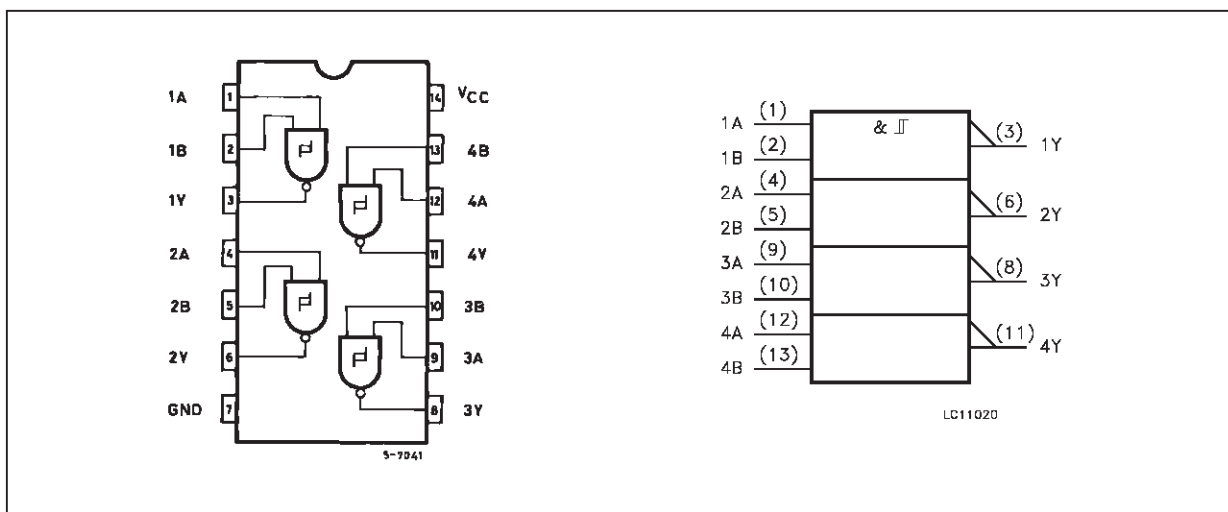 1A 1
1B 2
1Y 3
2A 4
2B 5
2V 6
GND 7
14 VCC
13 4B
12 4A
11 4V
10 3B
9 3A
8 3Y
S-7041
& 
1A (1)
1B (2)
2A (4)
2B (5)
3A (9)
3B (10)
4A (12)
4B (13)
(3) 1Y
(6) 2Y
(8) 3Y
(11) 4Y
LC11020